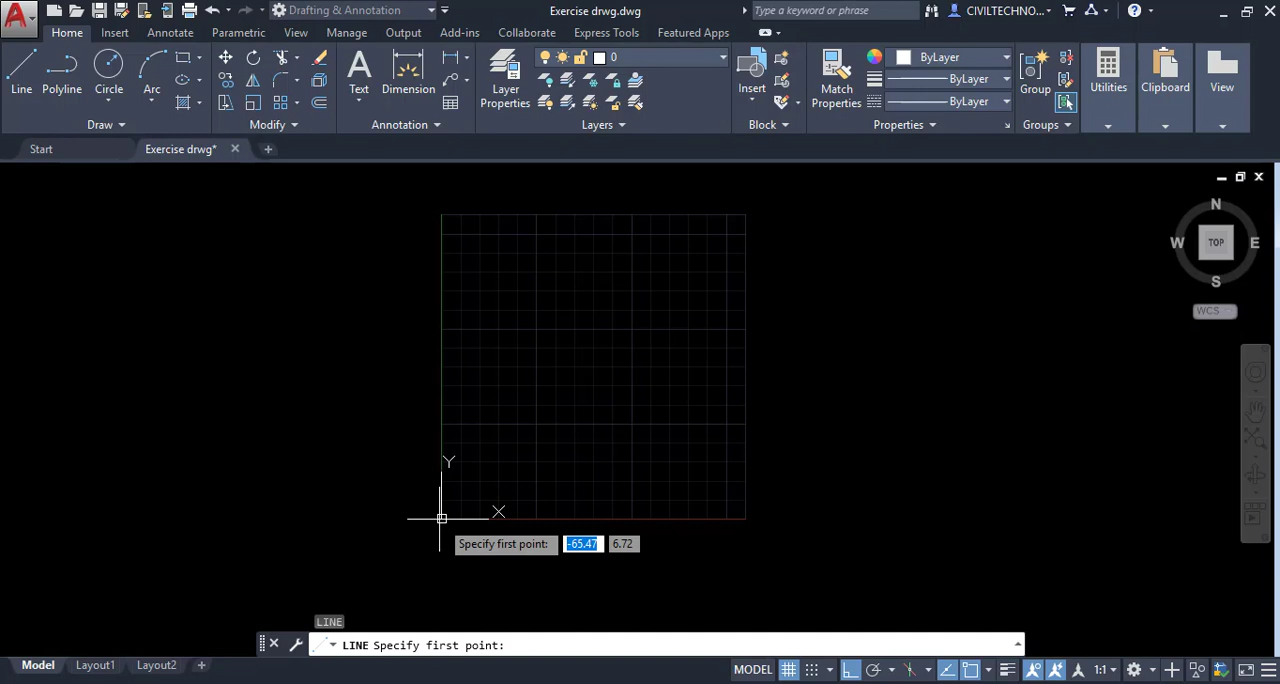 Drafting & Annotation
Exercise drwg.dwg
Type a keyword or phrase
CIVILTECHNO...
Home Insert Annotate Parametric View Manage Output Add-ins Collaborate Express Tools Featured Apps
Line Polyline Circle Arc
Text Dimension
Layer Properties
0
Insert
Match Properties
ByLayer
ByLayer
ByLayer
Group
Utilities
Clipboard
View
Draw
Modify
Annotation
Layers
Block
Properties
Groups
Start
Exercise drwg*
N
W TOP E
S
WCS
Y
X
Specify first point: -65.47 6.72
LINE
LINE Specify first point:
Model Layout1 Layout2
MODEL
1:1